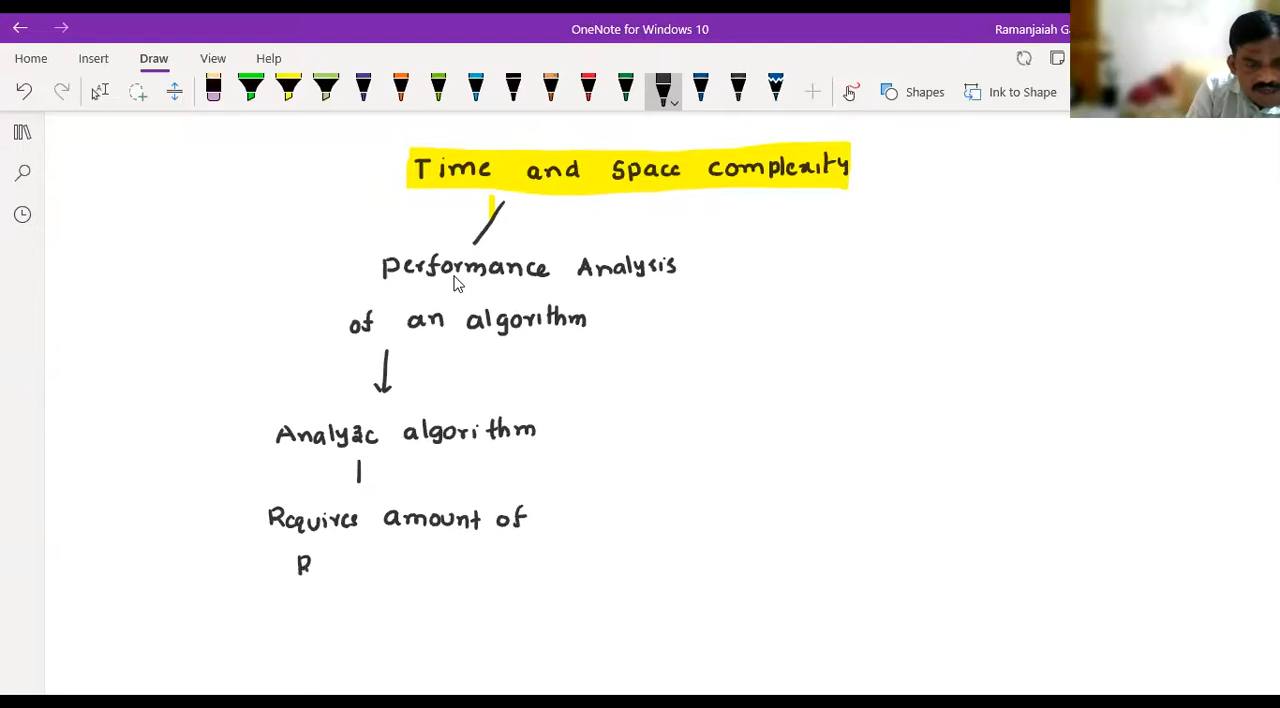 OneNote for Windows 10
Ramanjaiah G
Home Insert Draw View Help
Shapes Ink to Shape
Time and Space complexity
performance Analysis
of an algorithm
Analyze algorithm
Requires amount of
R